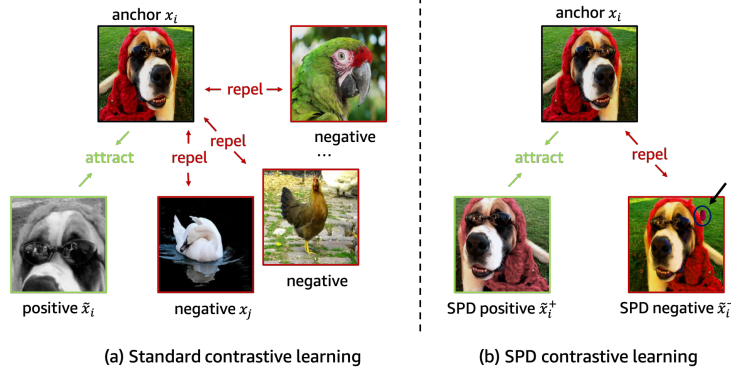 anchor xᵢ
repel
negative
...
repel
repel
attract
positive x̃ᵢ
negative xⱼ
negative
(a) Standard contrastive learning
anchor xᵢ
attract
repel
SPD positive x̃ᵢ⁺
SPD negative x̃ᵢ⁻
(b) SPD contrastive learning